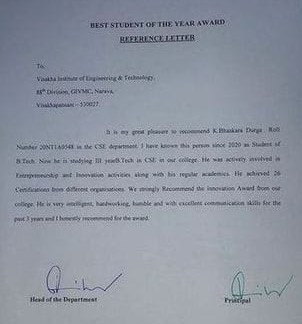 BEST STUDENT OF THE YEAR AWARD
REFERENCE LETTER
To,
Visakha Institute of Engineering & Technology,
88th Division, GIVMC, Narava,
Visakhapatnam – 530027.
It is my great pleasure to recommend K.Bhaskara Durga . Roll
Number 20NT1A0548 in the CSE department. I have known this person since 2020 as Student of
B.Tech. Now he is studying III yearB.Tech in CSE in our college. He was actively involved in
Entrepreneurship and Innovation activities along with his regular academics. He achieved 26
Certifications from different organisations. We strongly Recommend the innovation Award from our
college. He is very intelligent, hardworking, humble and with excellent communication skills for the
past 3 years and I honestly recommend for the award.
Head of the Department
Principal